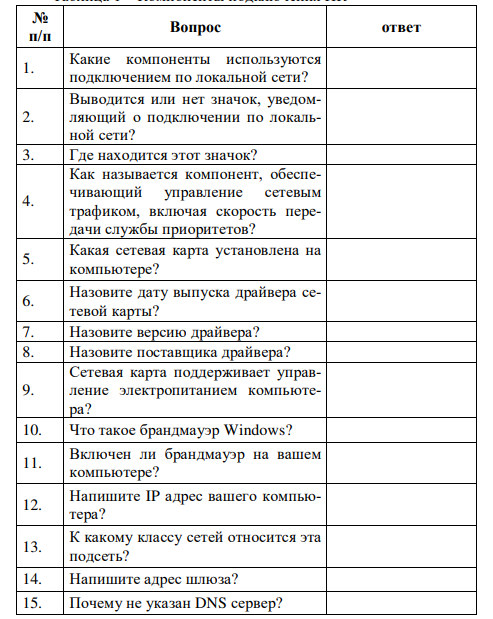 №
п/п
Вопрос
ответ
1.
Какие компоненты используются
подключением по локальной сети?
2.
Выводится или нет значок, уведом-
ляющий о подключении по локаль-
ной сети?
3.
Где находится этот значок?
4.
Как называется компонент, обеспе-
чивающий управление сетевым
трафиком, включая скорость пере-
дачи службы приоритетов?
5.
Какая сетевая карта установлена на
компьютере?
6.
Назовите дату выпуска драйвера се-
тевой карты?
7.
Назовите версию драйвера?
8.
Назовите поставщика драйвера?
9.
Сетевая карта поддерживает управ-
ление электропитанием компьюте-
ра?
10.
Что такое брандмауэр Windows?
11.
Включен ли брандмауэр на вашем
компьютере?
12.
Напишите IP адрес вашего компью-
тера?
13.
К какому классу сетей относится эта
подсеть?
14.
Напишите адрес шлюза?
15.
Почему не указан DNS сервер?